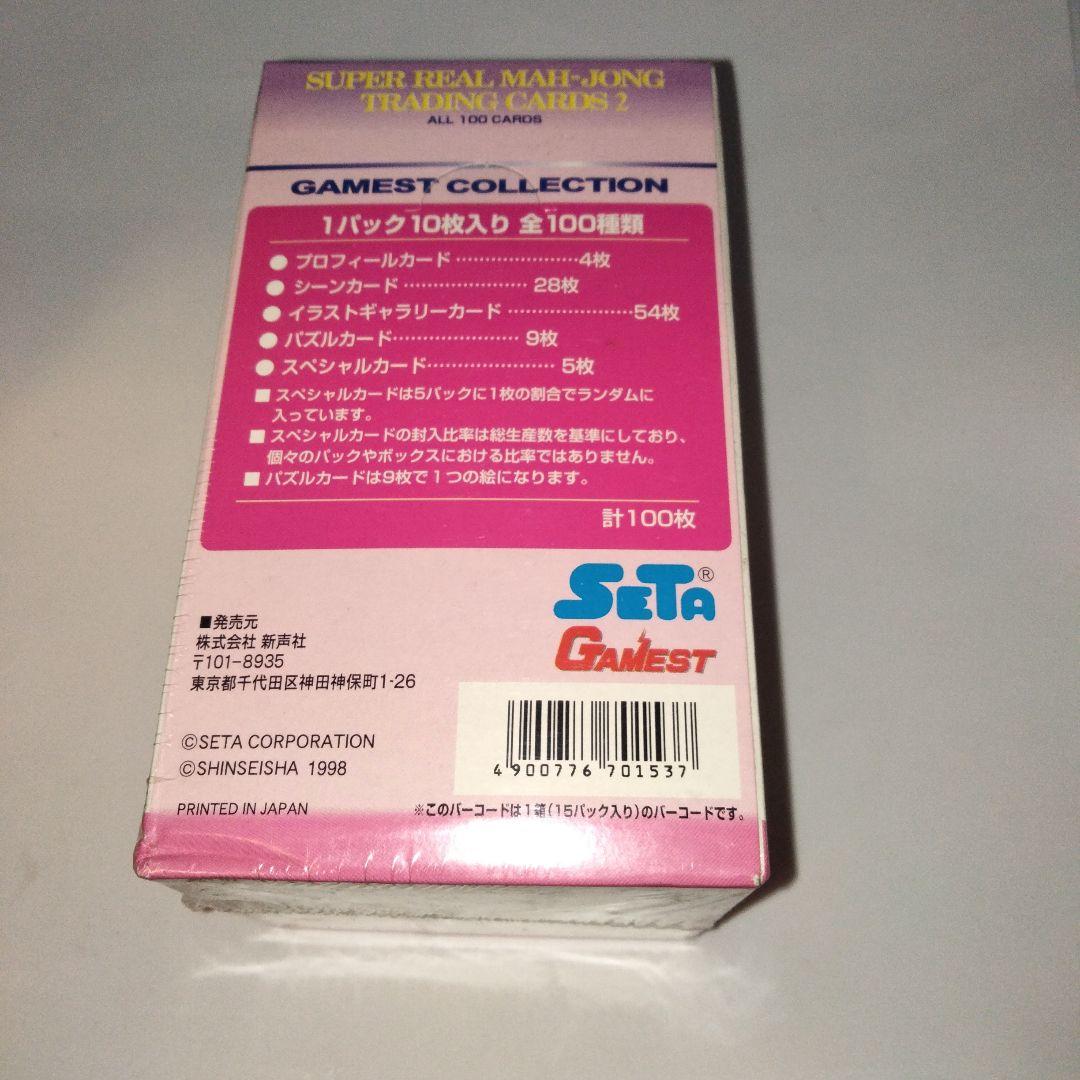 SUPER REAL MAH-JONG
TRADING CARDS 2
ALL 100 CARDS
GAMEST COLLECTION
1パック10枚入り 全100種類
● プロフィールカード …………………4枚
● シーンカード ………………… 28枚
● イラストギャラリーカード …………………54枚
● パズルカード………………… 9枚
● スペシャルカード………………… 5枚
■ スペシャルカードは5パックに1枚の割合でランダムに
入っています。
■ スペシャルカードの封入比率は総生産数を基準にしており、
個々のパックやボックスにおける比率ではありません。
■ パズルカードは9枚で1つの絵になります。
計100枚
SETA®
GAMEST
■発売元
株式会社 新声社
〒101-8935
東京都千代田区神田神保町1-26
©SETA CORPORATION
©SHINSEISHA 1998
4 900776 701537
PRINTED IN JAPAN
※このバーコードは1箱(15パック入り)のバーコードです。